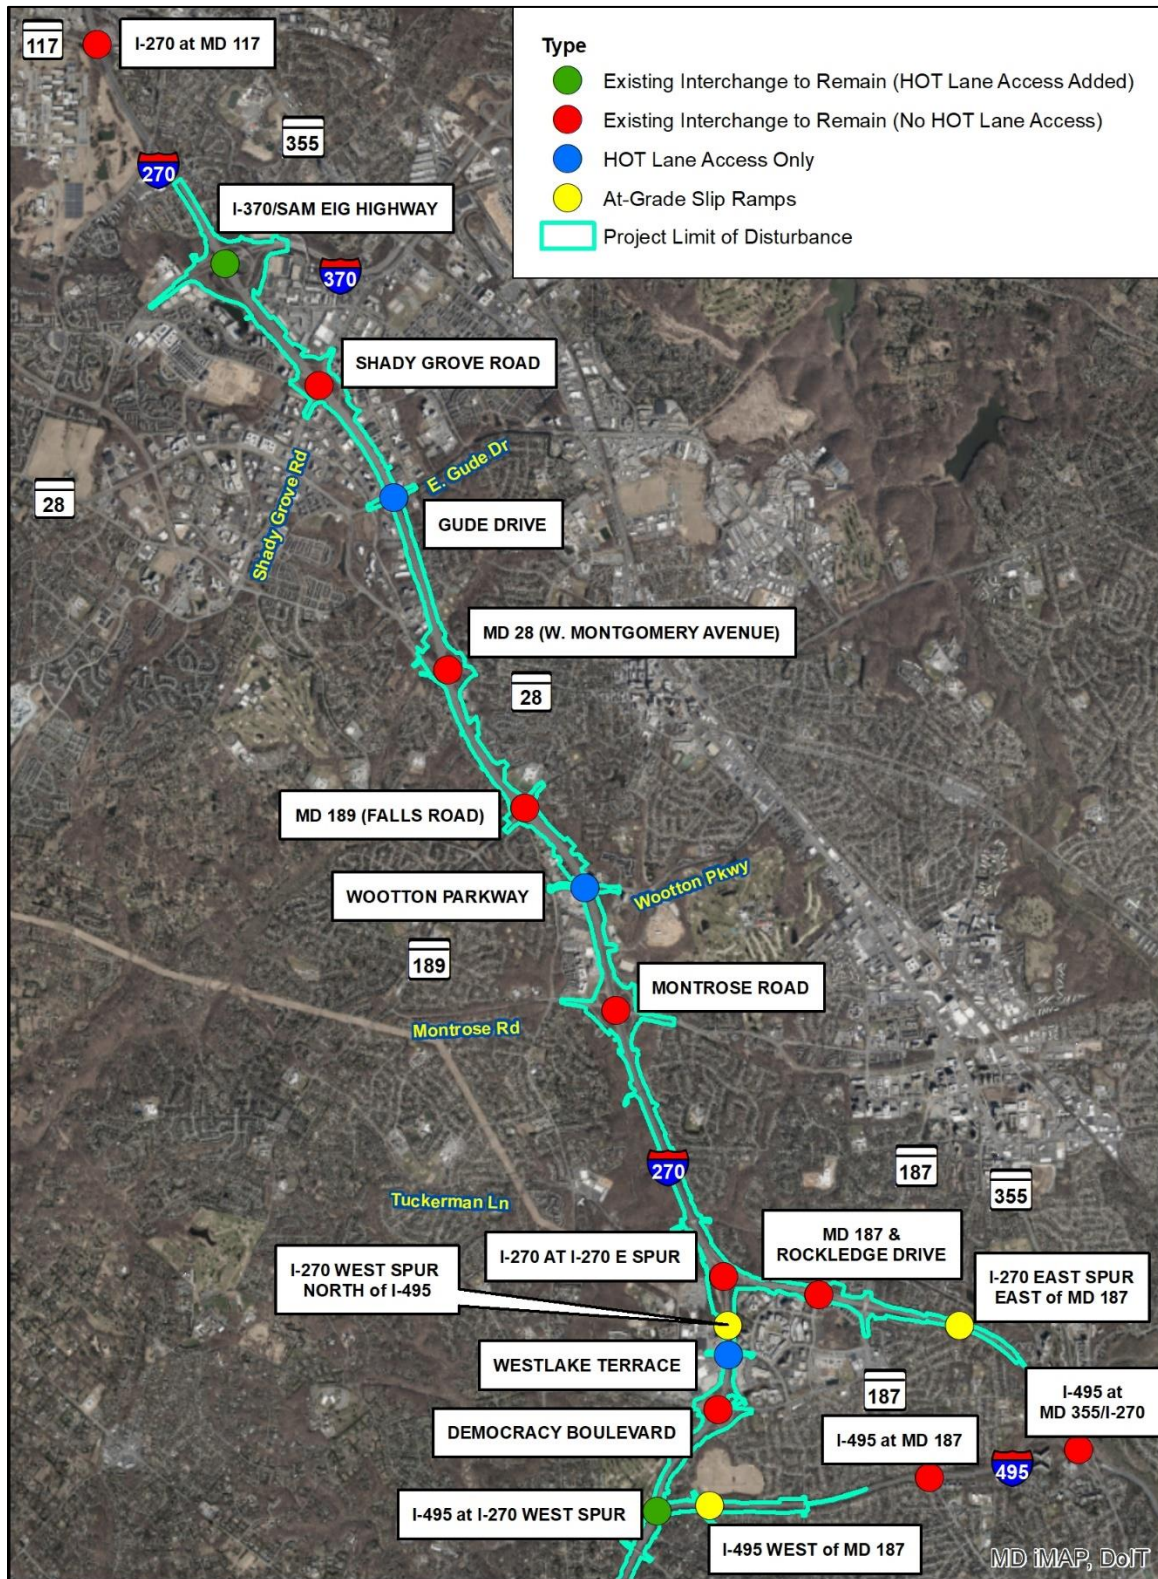 117
I-270 at MD 117
Type
Existing Interchange to Remain (HOT Lane Access Added)
Existing Interchange to Remain (No HOT Lane Access)
HOT Lane Access Only
At-Grade Slip Ramps
Project Limit of Disturbance
355
270
I-370/SAM EIG HIGHWAY
370
SHADY GROVE ROAD
E. Gude Dr
28
Shady Grove Rd
GUDE DRIVE
MD 28 (W. MONTGOMERY AVENUE)
28
MD 189 (FALLS ROAD)
WOOTTON PARKWAY
Wootton Pkwy
189
MONTROSE ROAD
Montrose Rd
270
187
355
Tuckerman Ln
I-270 AT I-270 E SPUR
MD 187 &
ROCKLEDGE DRIVE
I-270 WEST SPUR
NORTH of I-495
I-270 EAST SPUR
EAST of MD 187
WESTLAKE TERRACE
187
I-495 at
MD 355/I-270
DEMOCRACY BOULEVARD
I-495 at MD 187
495
I-495 at I-270 WEST SPUR
I-495 WEST of MD 187
MD iMAP, DoIT